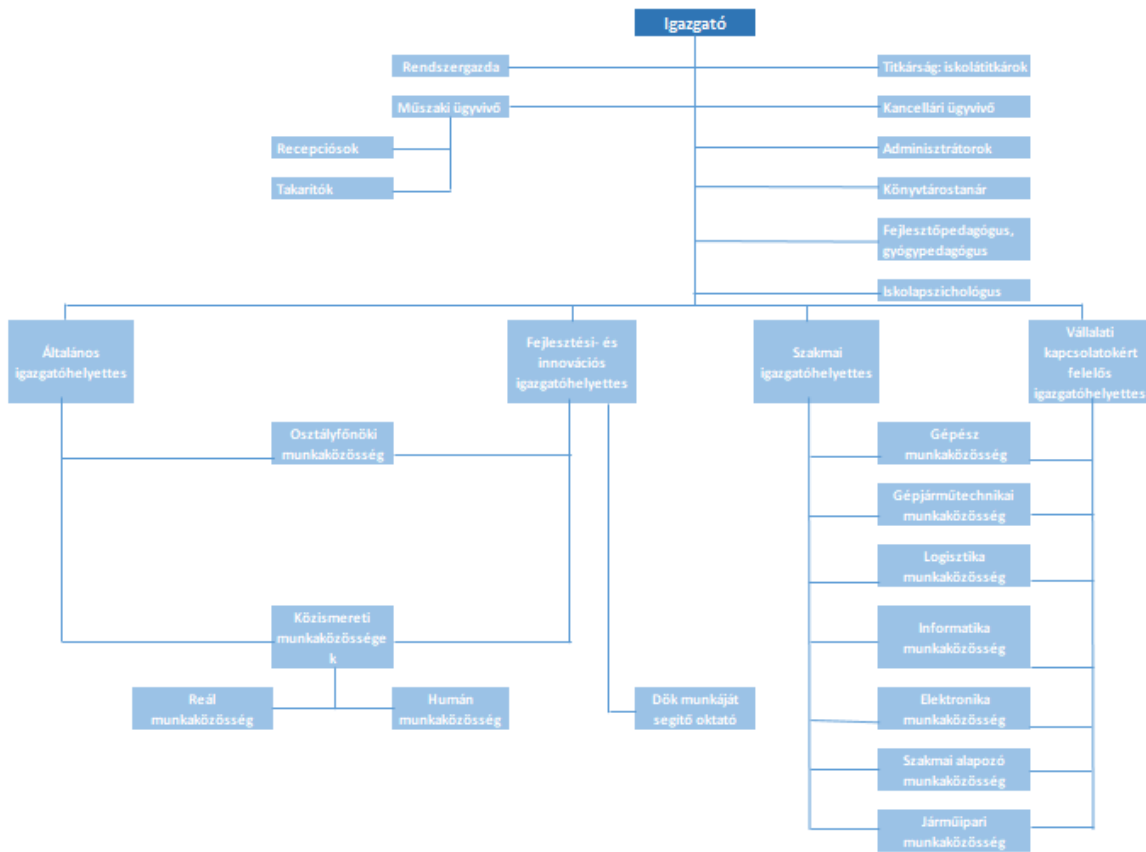 Igazgató
Rendszergazda
Titkárság: iskolátitkárok
Műszaki ügyvivő
Kancellári ügyvivő
Recepciósok
Adminisztrátorok
Takarítók
Könyvtárostanár
Fejlesztőpedagógus,
gyógypedagógus
Iskolapszichológus
Általános
igazgatóhelyettes
Fejlesztési- és
innovációs
igazgatóhelyettes
Szakmai
igazgatóhelyettes
Vállalati
kapcsolatokért
felelős
igazgatóhelyettes
Osztályfőnöki
munkaközösség
Gépész
munkaközösség
Gépjárműtechnikai
munkaközösség
Logisztika
munkaközösség
Közismereti
munkaközössége
k
Informatika
munkaközösség
Reál
munkaközösség
Humán
munkaközösség
Dök munkáját
segítő oktató
Elektronika
munkaközösség
Szakmai alapozó
munkaközösség
Járműipari
munkaközösség